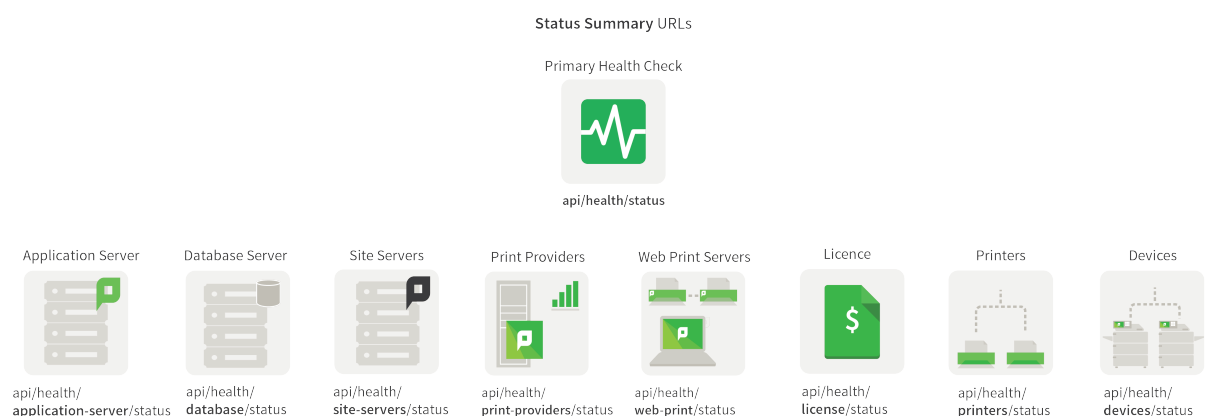 Status Summary URLs
Primary Health Check
api/health/status
Application Server
Database Server
Site Servers
Print Providers
Web Print Servers
Licence
Printers
Devices
$
api/health/
application-server/status
api/health/
database/status
api/health/
site-servers/status
api/health/
print-providers/status
api/health/
web-print/status
api/health/
license/status
api/health/
printers/status
api/health/
devices/status